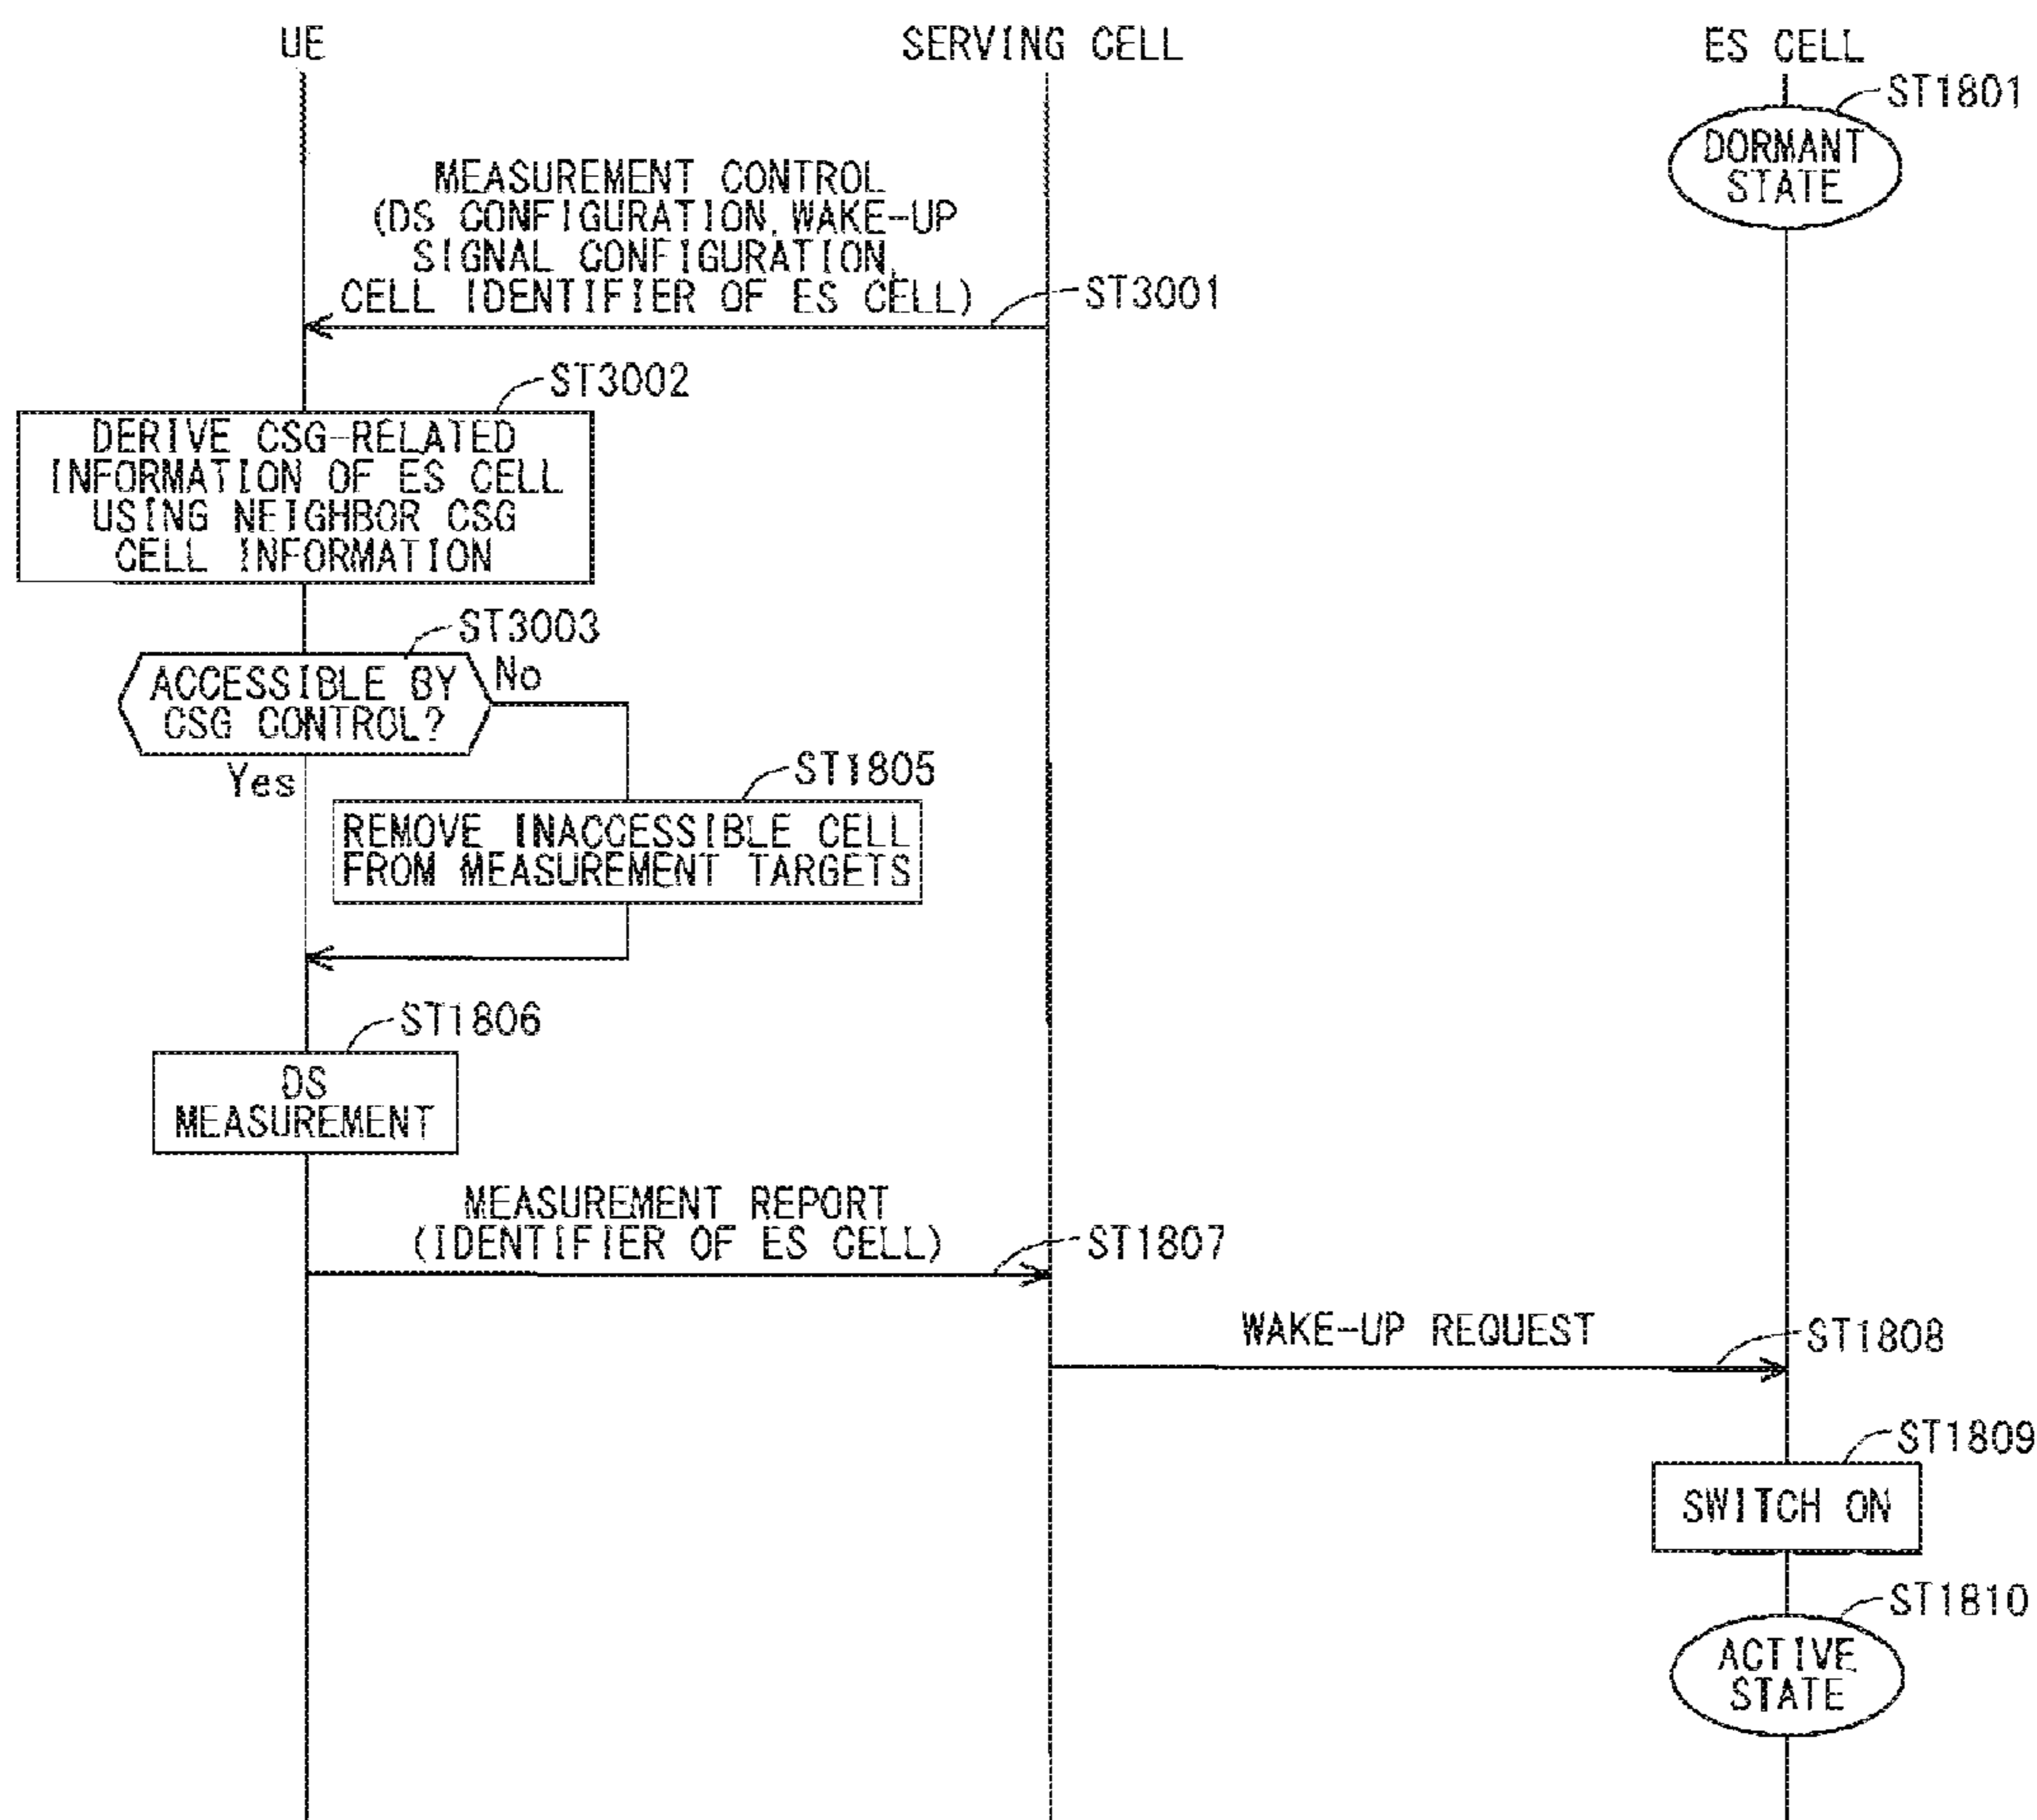 UE
SERVING CELL
ES CELL
ST1801
DORMANT
STATE
MEASUREMENT CONTROL
(DS CONFIGURATION, WAKE-UP
SIGNAL CONFIGURATION,
CELL IDENTIFIER OF ES CELL)
ST3001
ST3002
DERIVE CSG-RELATED
INFORMATION OF ES CELL
USING NEIGHBOR CSG
CELL INFORMATION
ST3003
ACCESSIBLE BY
CSG CONTROL?
No
Yes
ST1805
REMOVE INACCESSIBLE CELL
FROM MEASUREMENT TARGETS
ST1806
DS
MEASUREMENT
MEASUREMENT REPORT
(IDENTIFIER OF ES CELL)
ST1807
WAKE-UP REQUEST
ST1808
ST1809
SWITCH ON
ST1810
ACTIVE
STATE